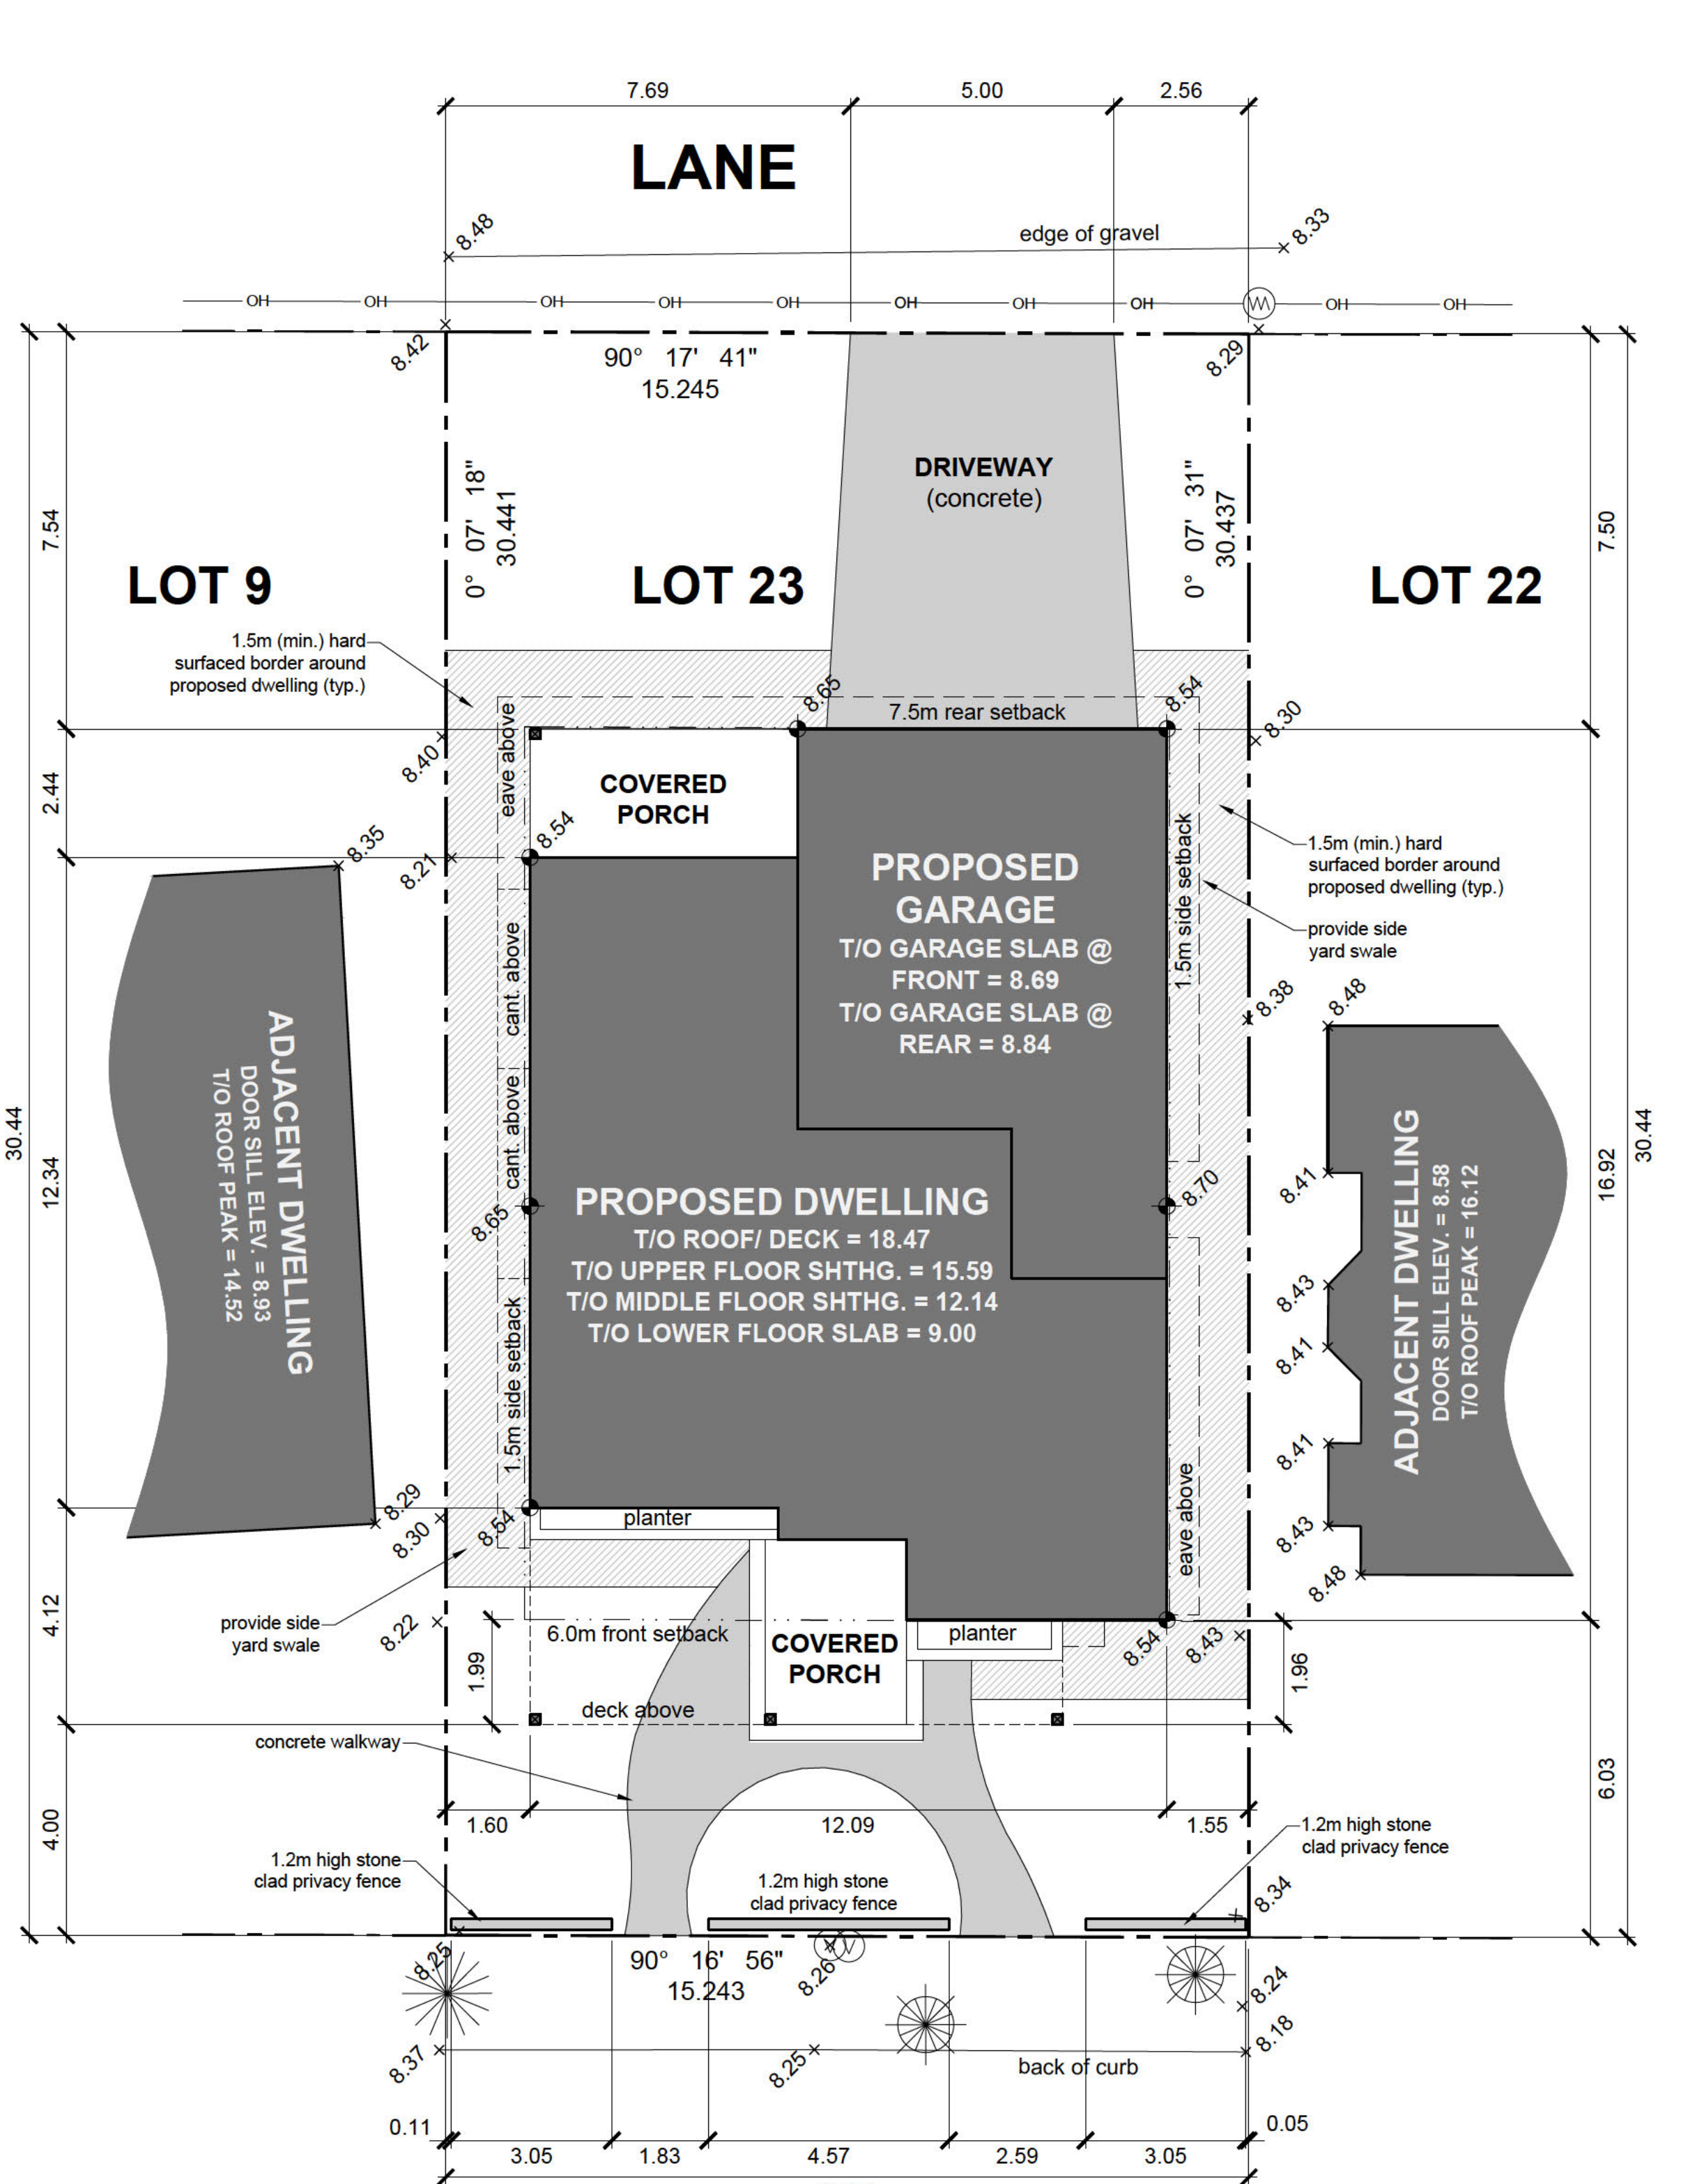 7.69
5.00
2.56
LANE
8.48
edge of gravel
8.33
OH OH OH OH OH OH OH OH OH OH
8.42
90° 17' 41"
15.245
8.29
0° 07' 18"
30.441
DRIVEWAY
(concrete)
0° 07' 31"
30.437
7.54
7.50
LOT 9
LOT 23
LOT 22
1.5m (min.) hard
surfaced border around
proposed dwelling (typ.)
8.65
8.54
7.5m rear setback
8.30
8.40
eave above
2.44
COVERED
PORCH
8.54
8.35
8.21
1.5m side setback
1.5m (min.) hard
surfaced border around
proposed dwelling (typ.)
provide side
yard swale
PROPOSED
GARAGE
T/O GARAGE SLAB @
FRONT = 8.69
T/O GARAGE SLAB @
REAR = 8.84
cant. above
8.38
8.48
ADJACENT DWELLING
DOOR SILL ELEV. = 8.93
T/O ROOF PEAK = 14.52
30.44
12.34
cant. above
8.65
8.70
PROPOSED DWELLING
T/O ROOF/ DECK = 18.47
T/O UPPER FLOOR SHTHG. = 15.59
T/O MIDDLE FLOOR SHTHG. = 12.14
T/O LOWER FLOOR SLAB = 9.00
8.41
8.43
8.41
8.41
8.43
8.48
ADJACENT DWELLING
DOOR SILL ELEV. = 8.58
T/O ROOF PEAK = 16.12
16.92
30.44
1.5m side setback
eave above
8.29
8.30
8.54
planter
4.12
provide side
yard swale
8.22
6.0m front setback
COVERED
PORCH
planter
8.54
8.43
1.99
1.96
deck above
concrete walkway
6.03
4.00
1.60
12.09
1.55
1.2m high stone
clad privacy fence
1.2m high stone
clad privacy fence
1.2m high stone
clad privacy fence
8.34
8.25
90° 16' 56"
15.243
8.26
8.24
8.37
8.25
back of curb
8.18
0.11
0.05
3.05
1.83
4.57
2.59
3.05